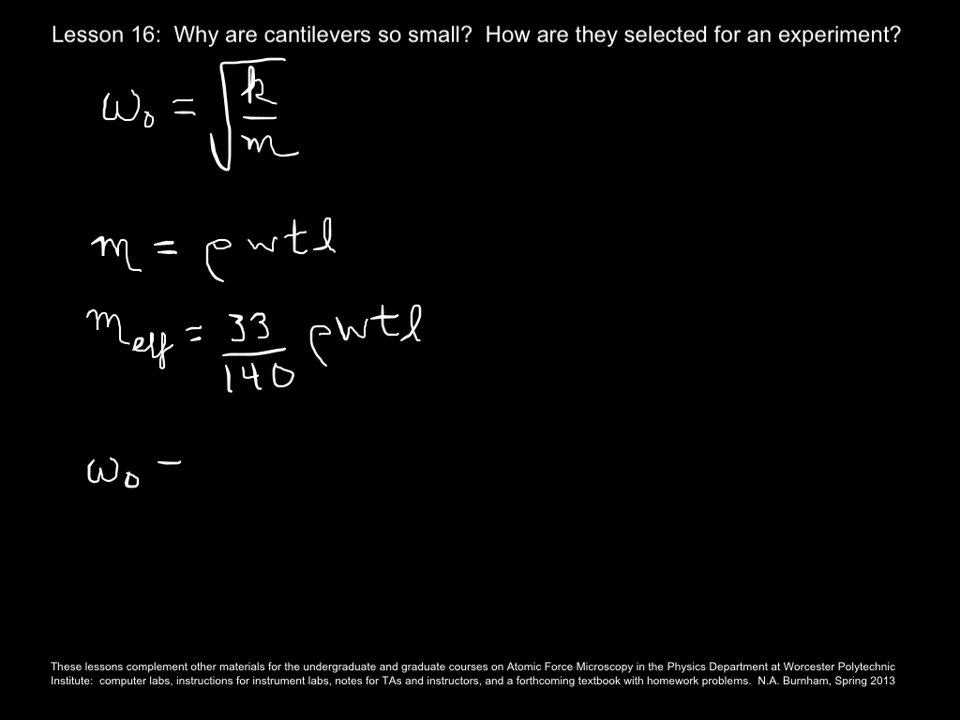 Lesson 16: Why are cantilevers so small? How are they selected for an experiment?
ω₀ = √(k/m)
m = ρwtl
m_eff = 33/140 ρwtl
ω₀ –
These lessons complement other materials for the undergraduate and graduate courses on Atomic Force Microscopy in the Physics Department at Worcester Polytechnic
Institute: computer labs, instructions for instrument labs, notes for TAs and instructors, and a forthcoming textbook with homework problems. N.A. Burnham, Spring 2013